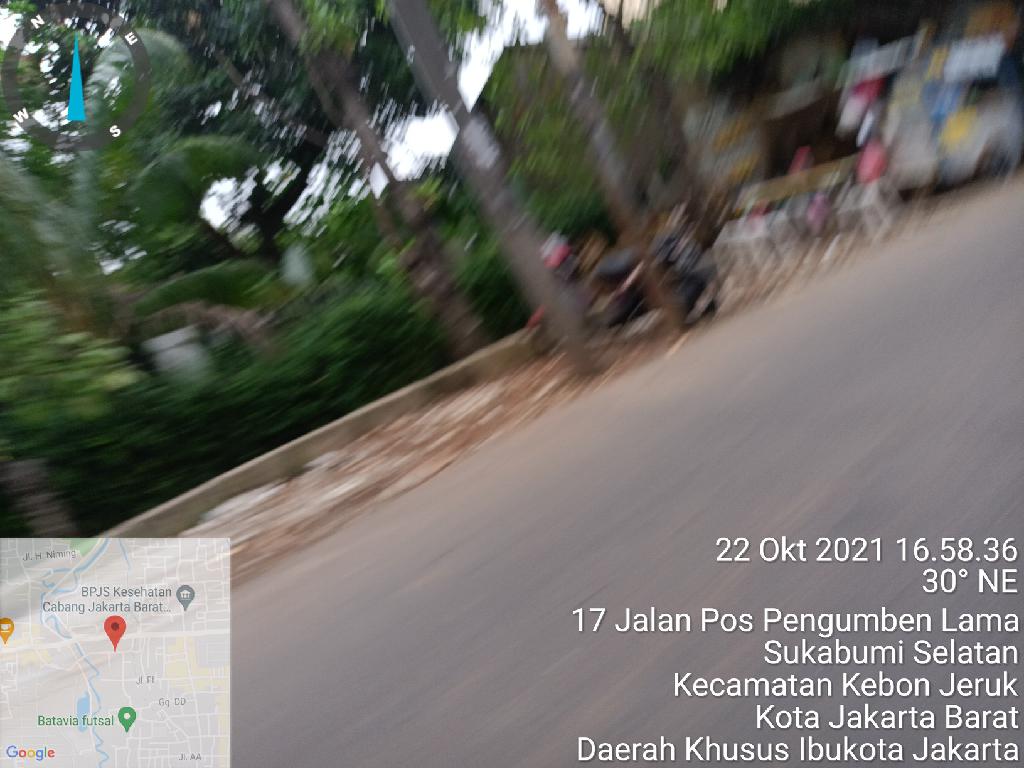 N
E
W
S
22 Okt 2021 16.58.36
30° NE
17 Jalan Pos Pengumben Lama
Sukabumi Selatan
Kecamatan Kebon Jeruk
Kota Jakarta Barat
Daerah Khusus Ibukota Jakarta
Jl. H. Niming
BPJS Kesehatan
Cabang Jakarta Barat...
Jl. FF
Gg. DD
Batavia futsal
Google
Jl. AA